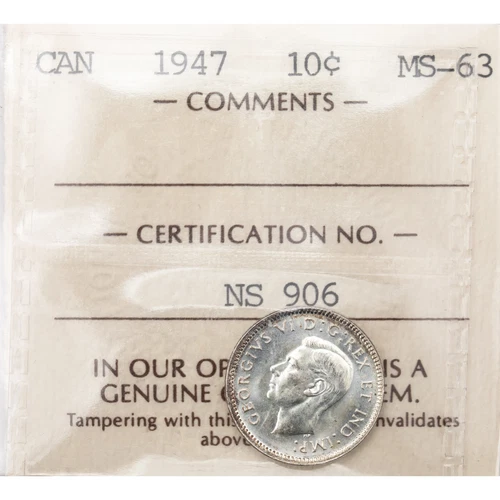 CAN 1947 10¢ MS-63
— COMMENTS —
— CERTIFICATION NO. —
NS 906
IN OUR OP IS A
GENUINE EM.
Tampering with this nvalidates
above
GEORGIVS VI D:G:REX ET IND:IMP: